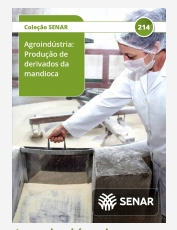 Coleção SENAR
214
Agroindústria:
Produção de
derivados da
mandioca
SENAR